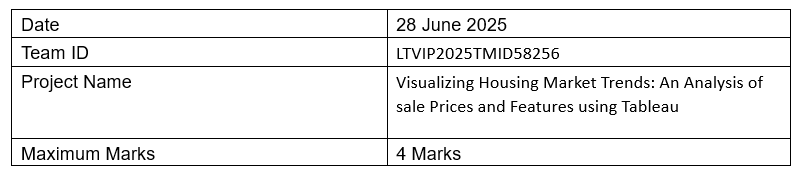 Date 28 June 2025
Team ID LTVIP2025TMID58256
Project Name Visualizing Housing Market Trends: An Analysis of
sale Prices and Features using Tableau
Maximum Marks 4 Marks